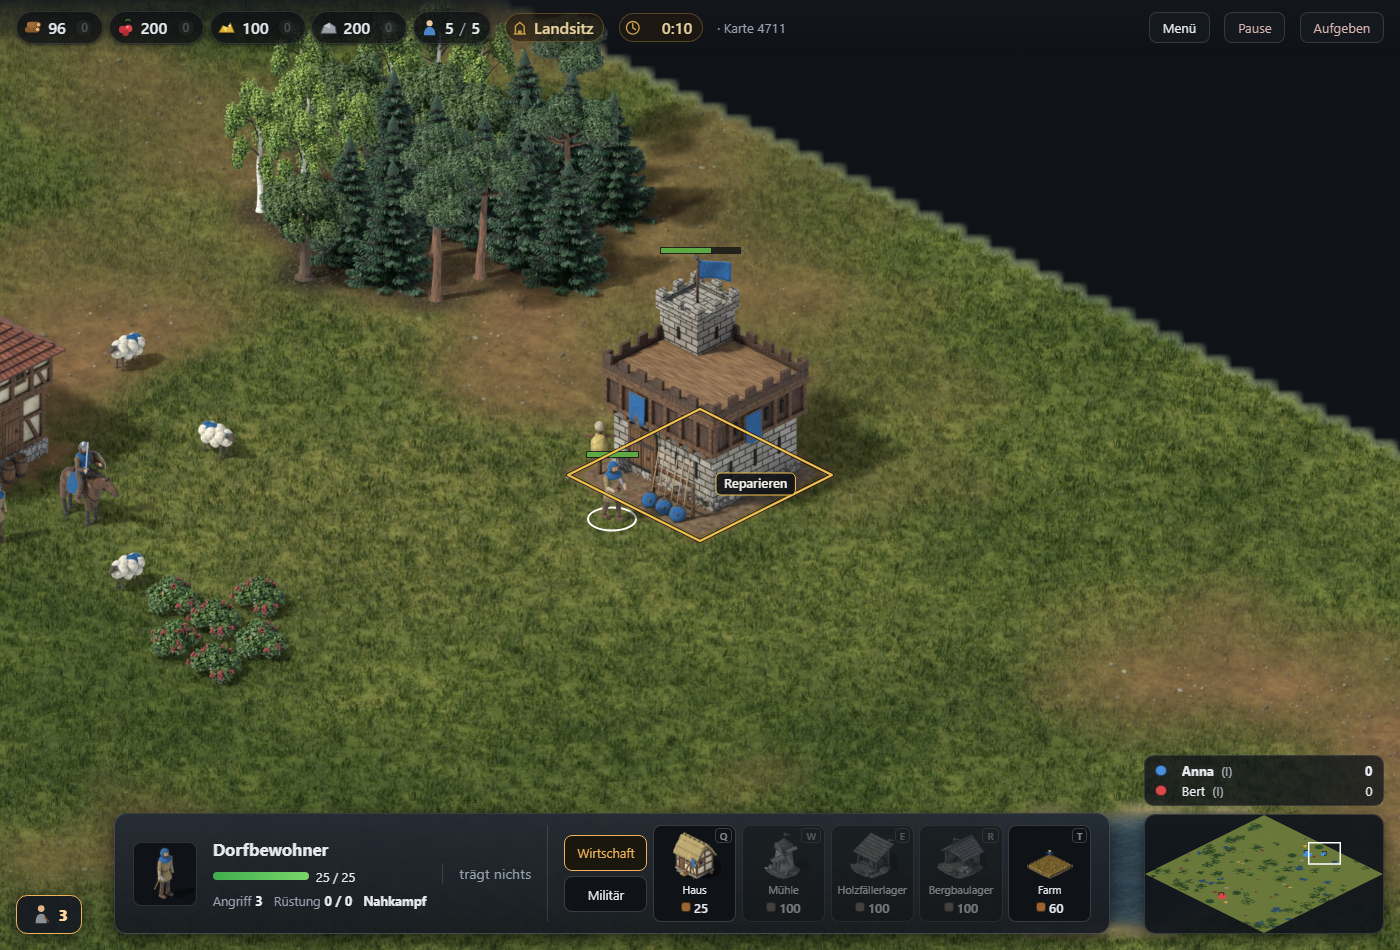 96 0 200 0 100 0 200 0 5 / 5 Landsitz 0:10 · Karte 4711 Menü Pause Aufgeben
Reparieren
Anna (I) 0
Bert (I) 0
Dorfbewohner
25 / 25
Angriff 3 Rüstung 0 / 0 Nahkampf
trägt nichts
Wirtschaft
Militär
Q
Haus
25
W
Mühle
100
E
Holzfällerlager
100
R
Bergbaulager
100
T
Farm
60
3